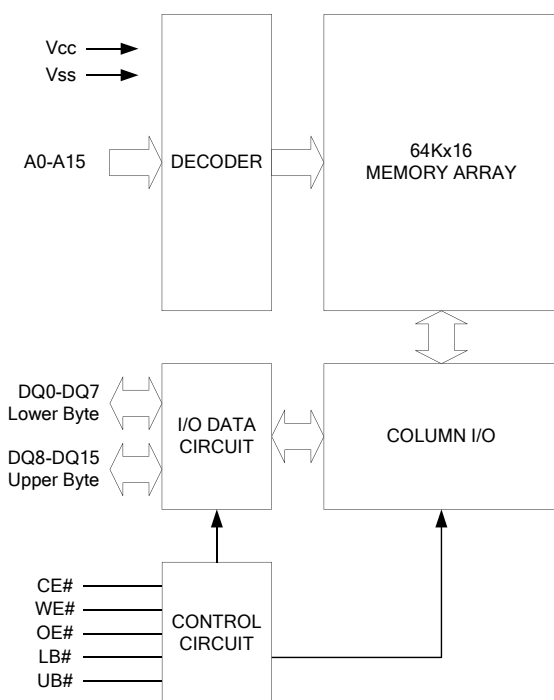 Vcc
Vss
A0-A15
DECODER
64Kx16
MEMORY ARRAY
DQ0-DQ7
Lower Byte
DQ8-DQ15
Upper Byte
I/O DATA
CIRCUIT
COLUMN I/O
CE#
WE#
OE#
LB#
UB#
CONTROL
CIRCUIT